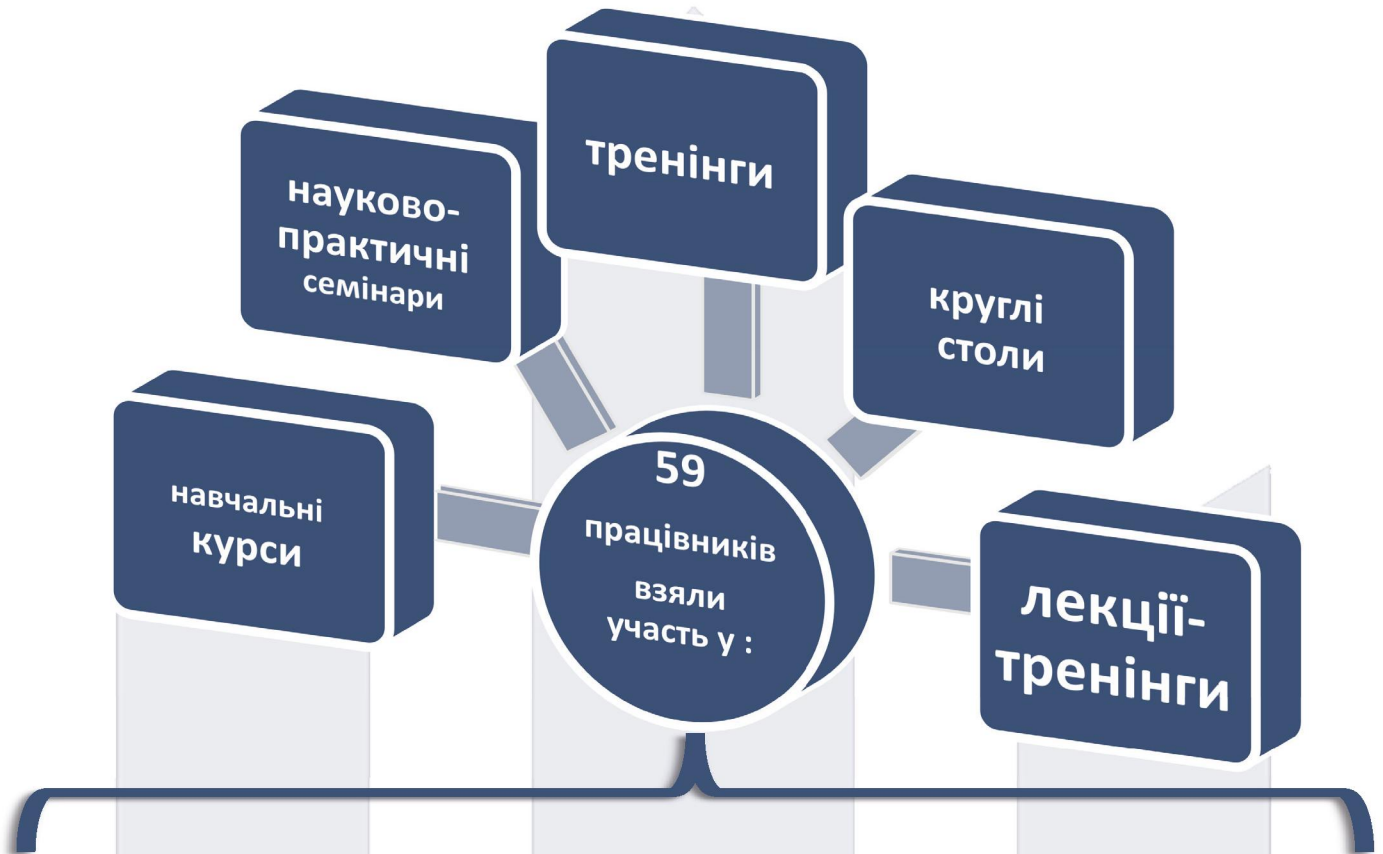 тренінги
науково-
практичні
семінари
круглі
столи
навчальні
курси
59
працівників
взяли
участь у :
лекції-
тренінги